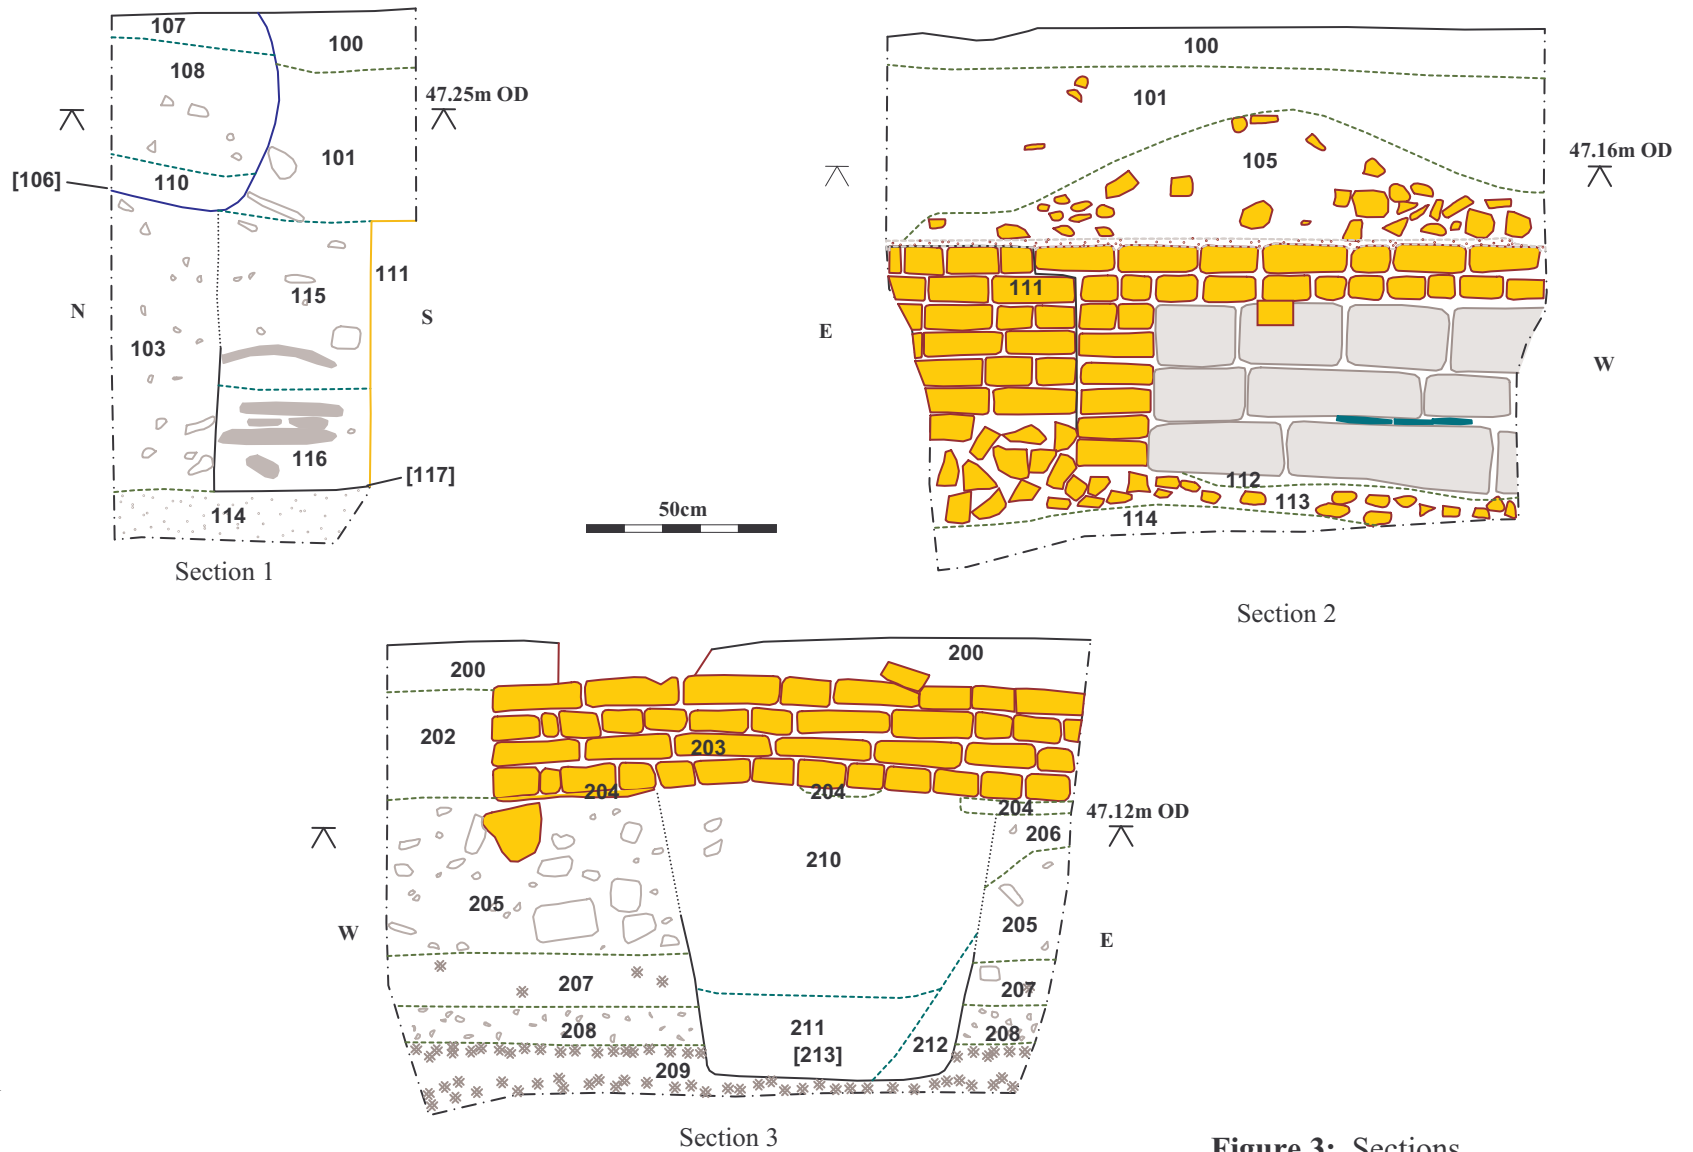 107
100
108
47.25m OD
101
[106]
110
111
115
N
S
103
116
[117]
114
Section 1
50cm
100
101
47.16m OD
105
111
E
W
112
113
114
Section 2
200
200
202
203
204
204
204
47.12m OD
206
210
205
205
W
E
207
207
208
208
211
[213]
212
209
Section 3
Figure 3: Sections